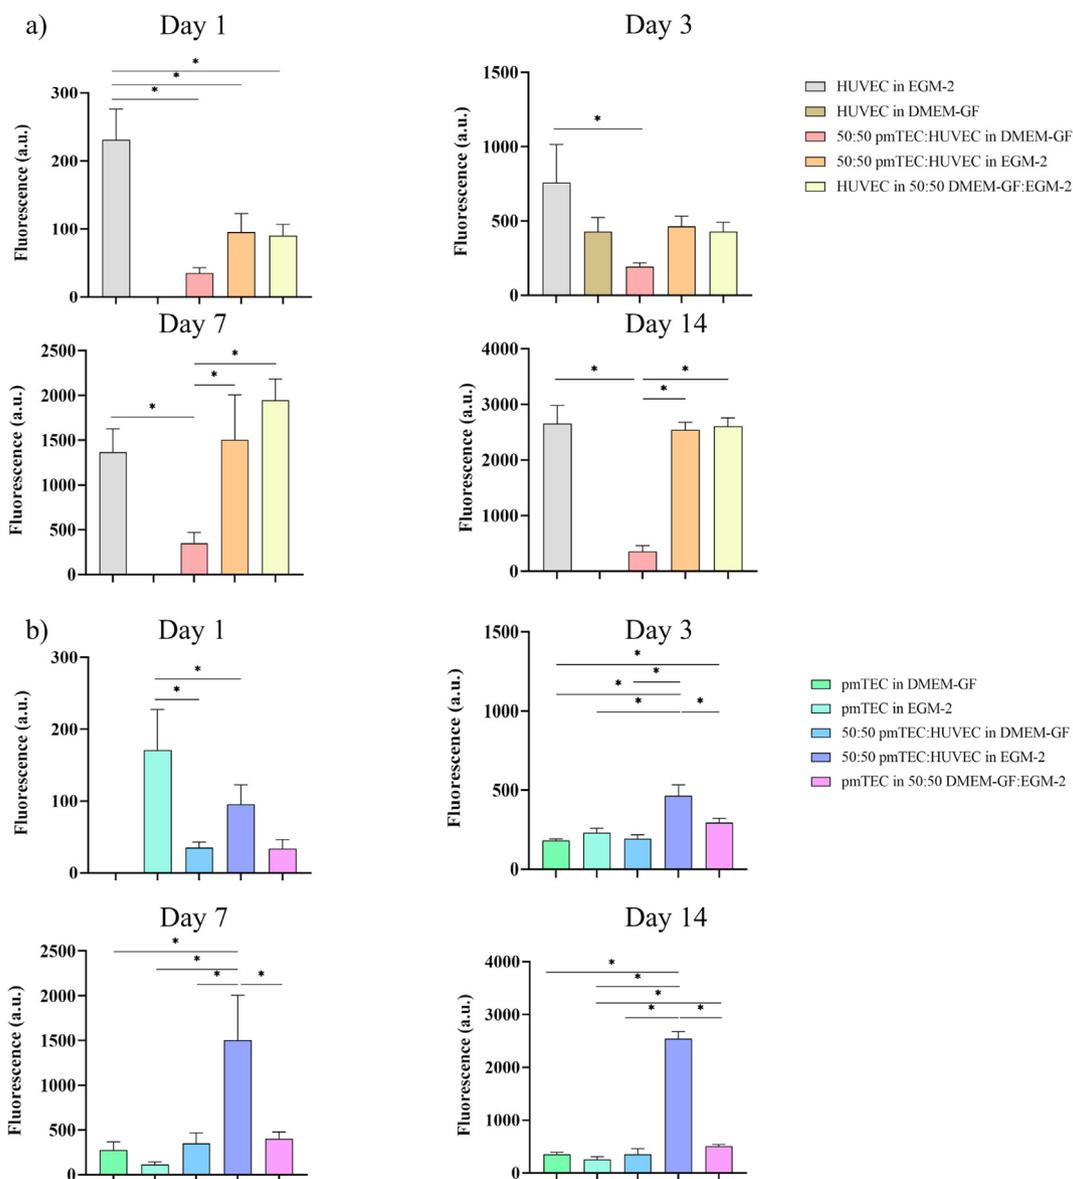 a)
Day 1
Day 3
Fluorescence (a.u.)
300
200
100
0
* * *
Fluorescence (a.u.)
1500
1000
500
0
*
HUVEC in EGM-2
HUVEC in DMEM-GF
50:50 pmTEC:HUVEC in DMEM-GF
50:50 pmTEC:HUVEC in EGM-2
HUVEC in 50:50 DMEM-GF:EGM-2
Day 7
Day 14
Fluorescence (a.u.)
2500
2000
1500
1000
500
0
* * *
Fluorescence (a.u.)
4000
3000
2000
1000
0
* * *
b)
Day 1
Day 3
Fluorescence (a.u.)
300
200
100
0
* *
Fluorescence (a.u.)
1500
1000
500
0
* * * * *
pmTEC in DMEM-GF
pmTEC in EGM-2
50:50 pmTEC:HUVEC in DMEM-GF
50:50 pmTEC:HUVEC in EGM-2
pmTEC in 50:50 DMEM-GF:EGM-2
Day 7
Day 14
Fluorescence (a.u.)
2500
2000
1500
1000
500
0
* * * *
Fluorescence (a.u.)
4000
3000
2000
1000
0
* * * * *